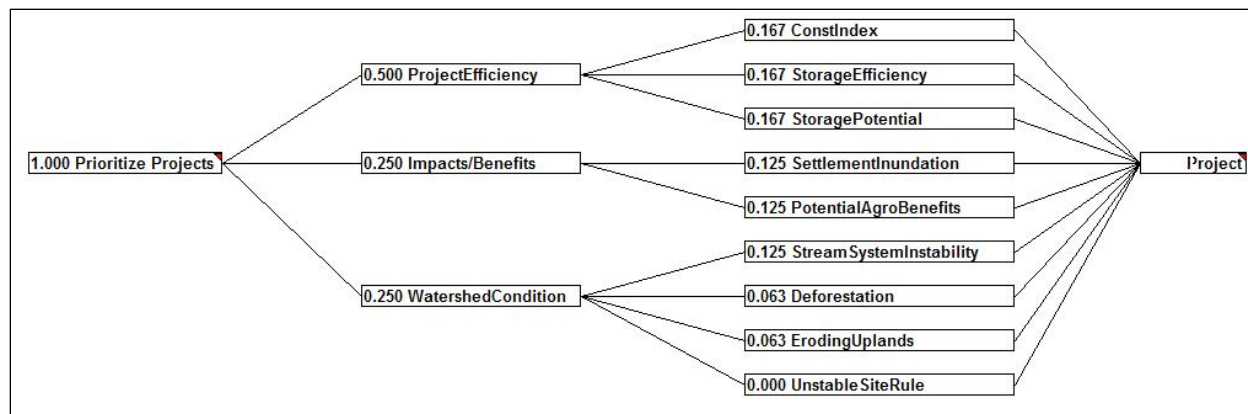 1.000 Prioritize Projects
0.500 ProjectEfficiency
0.250 Impacts/Benefits
0.250 WatershedCondition
0.167 ConstIndex
0.167 StorageEfficiency
0.167 StoragePotential
0.125 SettlementInundation
0.125 PotentialAgroBenefits
0.125 StreamSystemInstability
0.063 Deforestation
0.063 ErodingUplands
0.000 UnstableSiteRule
Project